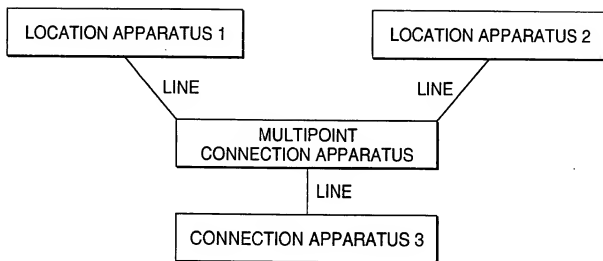 LOCATION APPARATUS 1
LOCATION APPARATUS 2
LINE
LINE
MULTIPOINT
CONNECTION APPARATUS
LINE
CONNECTION APPARATUS 3